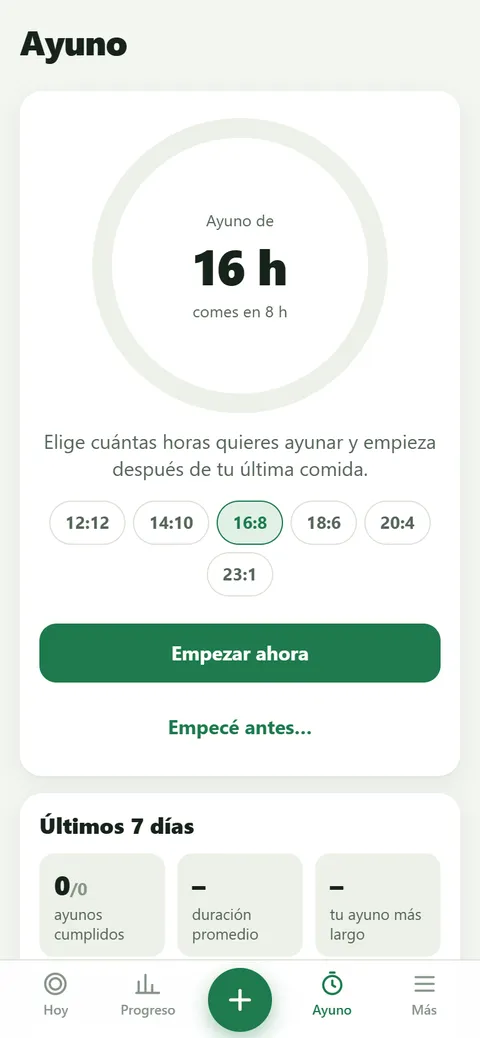 Ayuno
Ayuno de
16 h
comes en 8 h
Elige cuántas horas quieres ayunar y empieza
después de tu última comida.
12:12 14:10 16:8 18:6 20:4
23:1
Empezar ahora
Empecé antes...
Últimos 7 días
0/0 – –
ayunos duración tu ayuno más
cumplidos promedio largo
Hoy Progreso + Ayuno Más